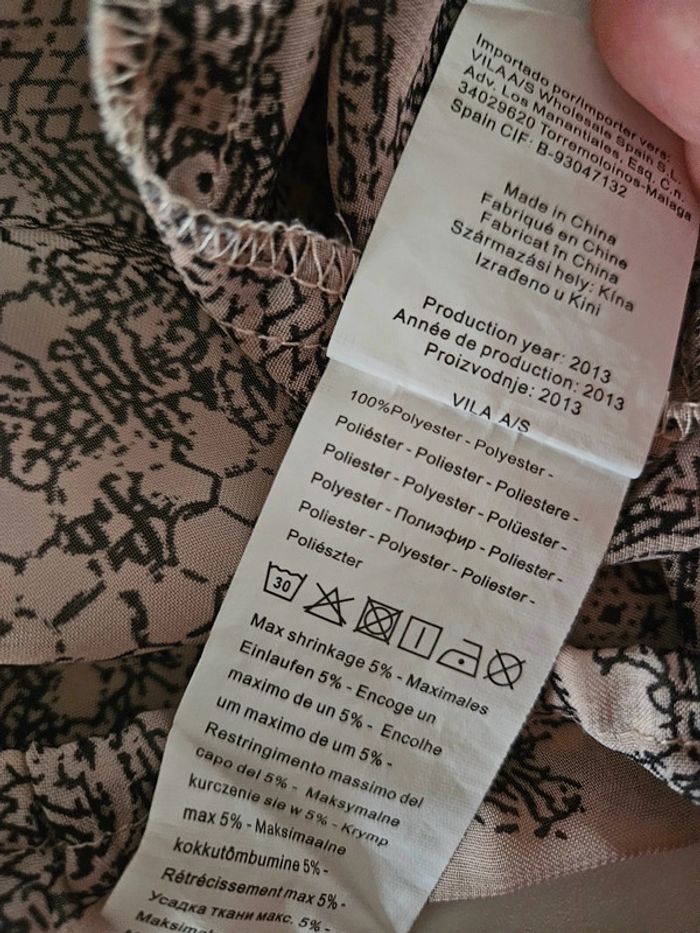 Importado por/Importer vers:
VILA A/S Wholesale Spain S.L.
Adv. Los Manantiales, Esq. C.n.
34029620 Torremoloinos-Malaga
Spain CIF: B-93047132
Made in China
Fabriqué en Chine
Fabricat în China
Származási hely: Kína
Izrađeno u Kini
Production year: 2013
Année de production: 2013
Proizvodnje: 2013
VILA A/S
100%Polyester - Polyester -
Poliéster - Poliester - Poliestere -
Poliester - Polyester - Polüester -
Polyester - Полиэфир - Poliester -
Poliester - Polyester - Poliester -
Poliészter
30
Max shrinkage 5% - Maximales
Einlaufen 5% - Encoge un
maximo de un 5% - Encolhe
um maximo de um 5% -
Restringimento massimo del
capo del 5% - Maksymalne
kurczenie sie w 5% - Krymp
max 5% - Maksimaalne
kokkutõmbumine 5% -
Rétrécissement max 5% -
Усадка ткани макс. 5% -